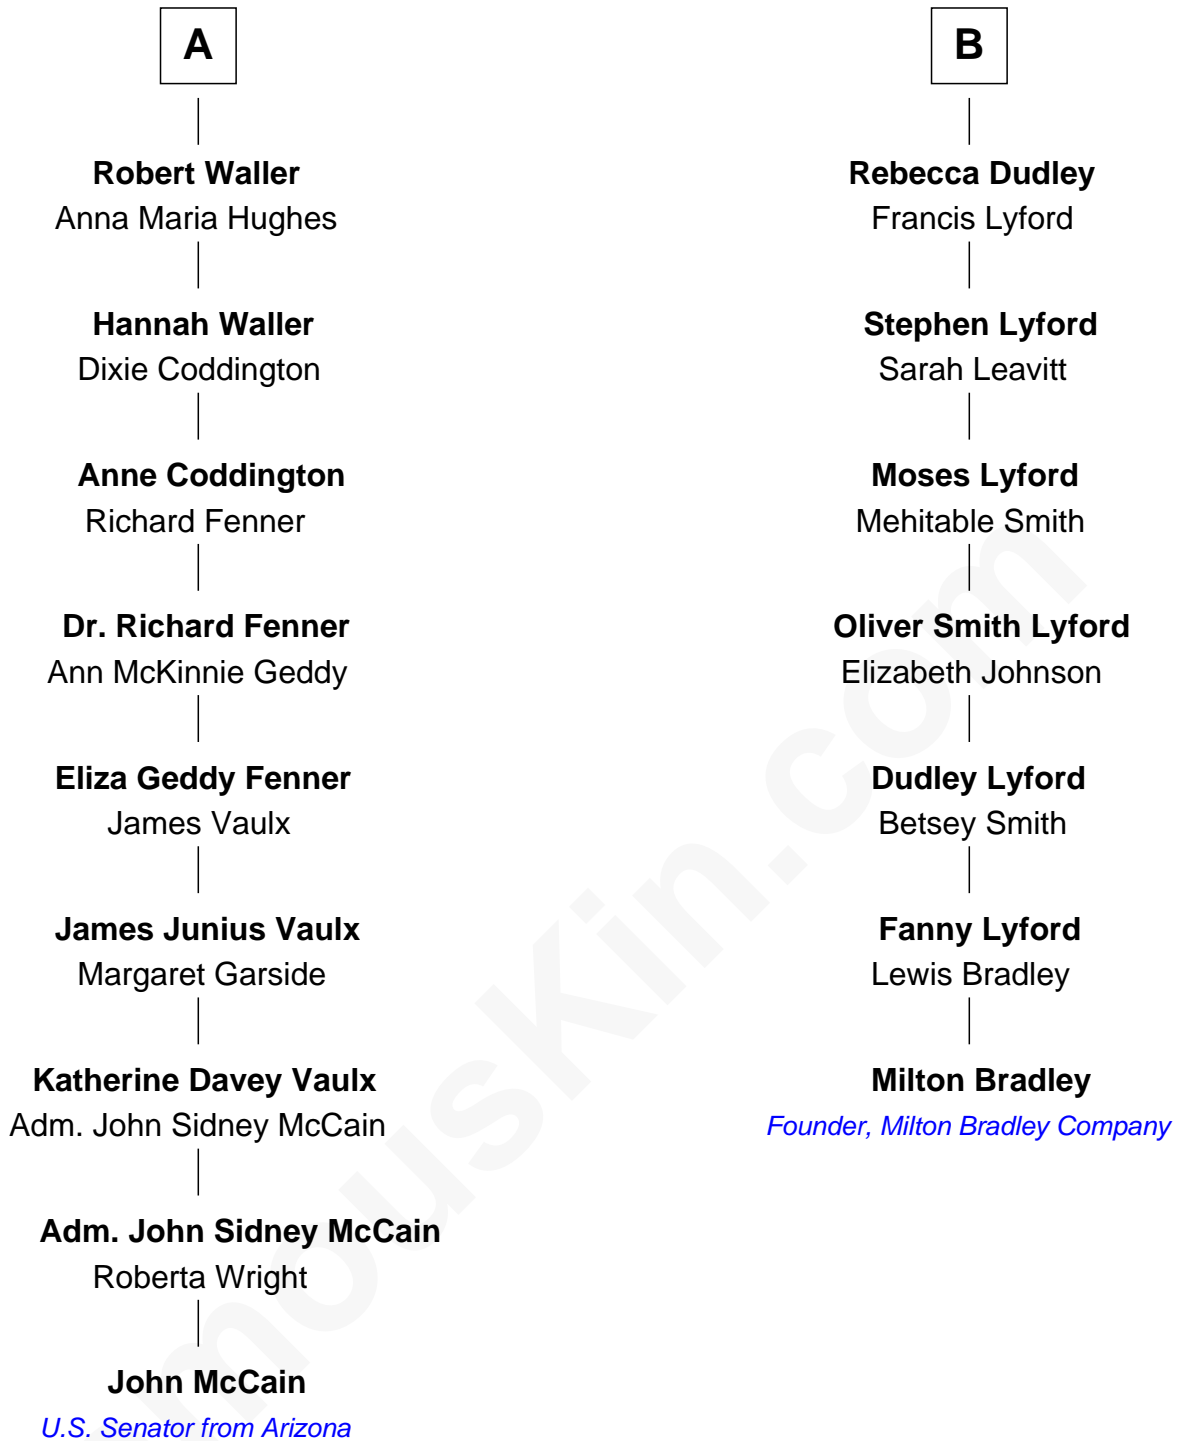 A
Robert Waller
Anna Maria Hughes
Hannah Waller
Dixie Coddington
Anne Coddington
Richard Fenner
Dr. Richard Fenner
Ann McKinnie Geddy
Eliza Geddy Fenner
James Vaulx
James Junius Vaulx
Margaret Garside
Katherine Davey Vaulx
Adm. John Sidney McCain
Adm. John Sidney McCain
Roberta Wright
John McCain
U.S. Senator from Arizona
B
Rebecca Dudley
Francis Lyford
Stephen Lyford
Sarah Leavitt
Moses Lyford
Mehitable Smith
Oliver Smith Lyford
Elizabeth Johnson
Dudley Lyford
Betsey Smith
Fanny Lyford
Lewis Bradley
Milton Bradley
Founder, Milton Bradley Company
mousKin.com